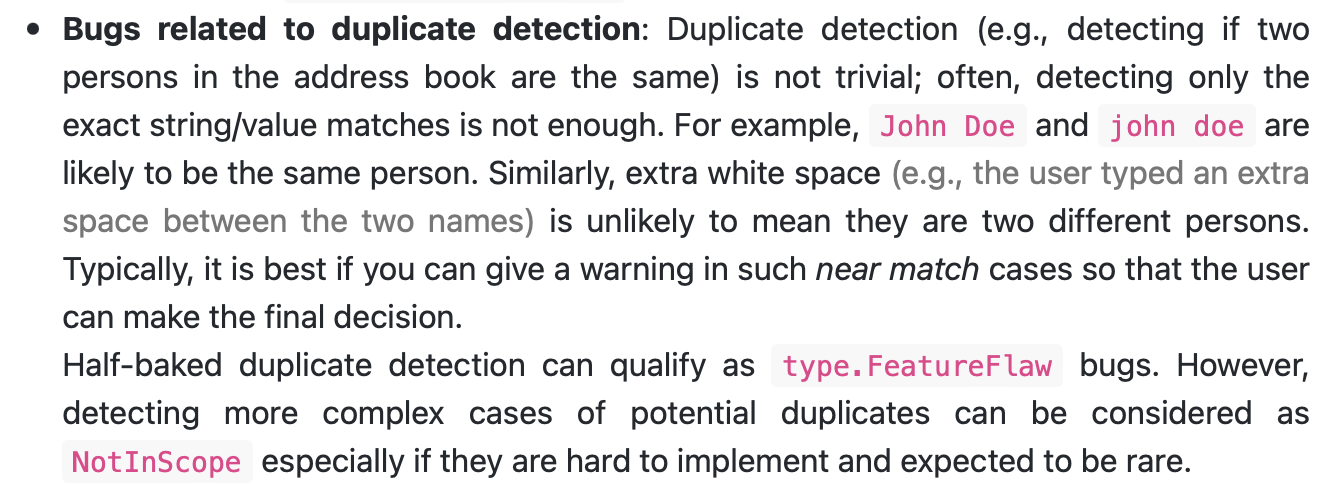 • Bugs related to duplicate detection: Duplicate detection (e.g., detecting if two
persons in the address book are the same) is not trivial; often, detecting only the
exact string/value matches is not enough. For example, John Doe and john doe are
likely to be the same person. Similarly, extra white space (e.g., the user typed an extra
space between the two names) is unlikely to mean they are two different persons.
Typically, it is best if you can give a warning in such near match cases so that the user
can make the final decision.
Half-baked duplicate detection can qualify as type.FeatureFlaw bugs. However,
detecting more complex cases of potential duplicates can be considered as
NotInScope especially if they are hard to implement and expected to be rare.